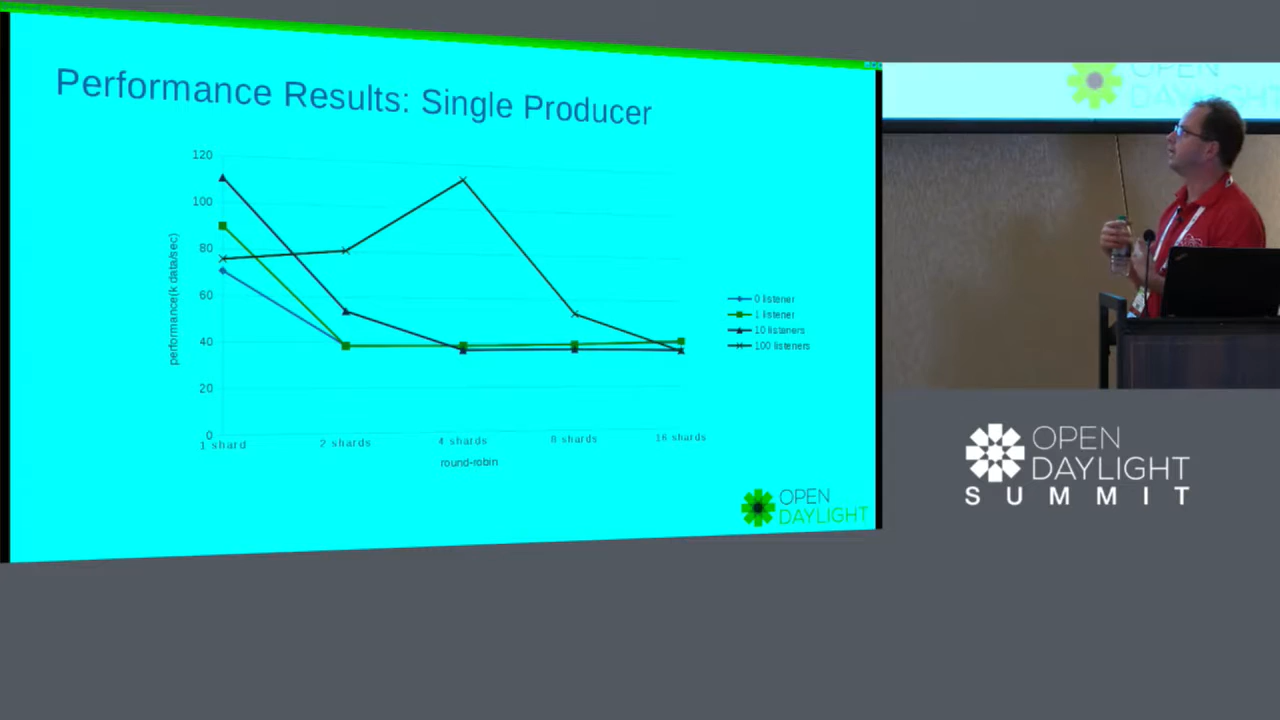 Performance Results: Single Producer
120
100
80
60
40
20
0
performance(k data/sec)
1 shard
2 shards
4 shards
8 shards
16 shards
round-robin
0 listener
1 listener
10 listeners
100 listeners
OPEN
DAYLIGHT
OPEN
DAYLIGHT
OPEN
DAYLIGHT
SUMMIT